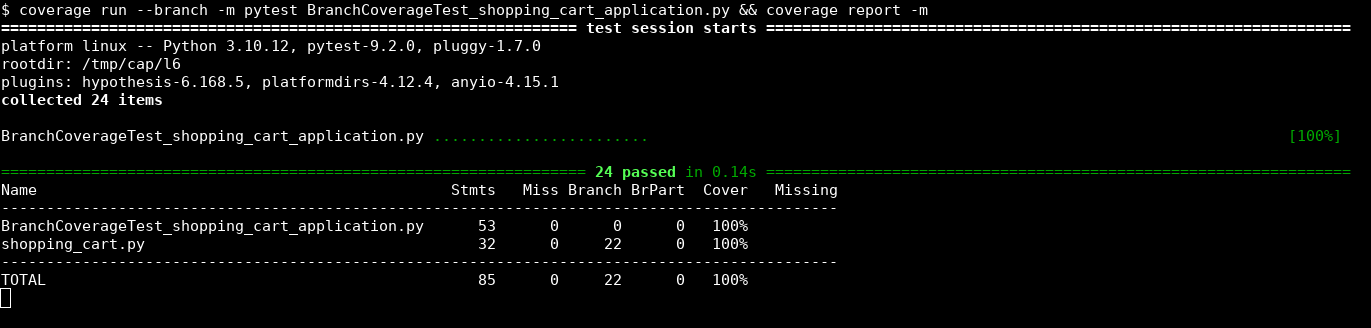 $ coverage run --branch -m pytest BranchCoverageTest_shopping_cart_application.py && coverage report -m
================================================================ test session starts =================================================================
platform linux -- Python 3.10.12, pytest-9.2.0, pluggy-1.7.0
rootdir: /tmp/cap/l6
plugins: hypothesis-6.168.5, platformdirs-4.12.4, anyio-4.15.1
collected 24 items
BranchCoverageTest_shopping_cart_application.py ........................ [100%]
================================================================= 24 passed in 0.14s =================================================================
Name                                              Stmts   Miss Branch BrPart  Cover   Missing
---------------------------------------------------------------------------------------------
BranchCoverageTest_shopping_cart_application.py      53      0      0      0   100%
shopping_cart.py                                     32      0     22      0   100%
---------------------------------------------------------------------------------------------
TOTAL                                                85      0     22      0   100%